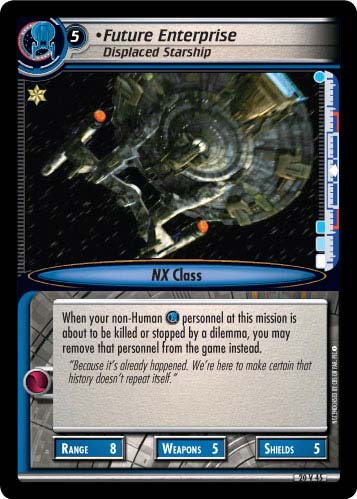 5
•Future Enterprise
Displaced Starship
NX Class
When your non-Human personnel at this mission is
about to be killed or stopped by a dilemma, you may
remove that personnel from the game instead.
"Because it's already happened. We're here to make certain that
history doesn't repeat itself."
Range 8 Weapons 5 Shields 5
20 V 45